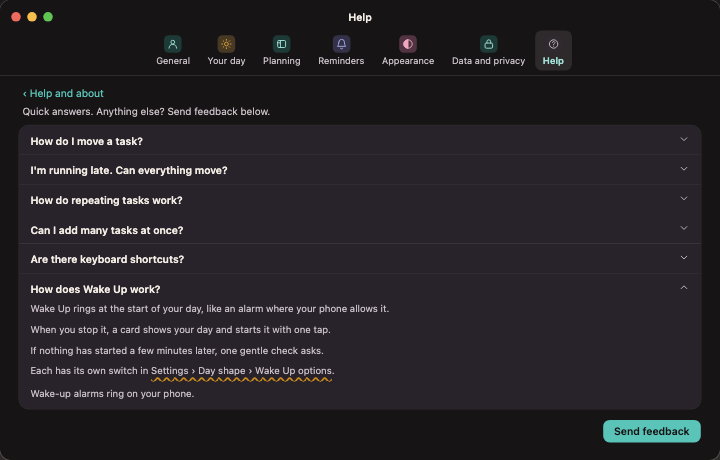 Help
General
Your day
Planning
Reminders
Appearance
Data and privacy
Help
‹ Help and about
Quick answers. Anything else? Send feedback below.
How do I move a task?
I'm running late. Can everything move?
How do repeating tasks work?
Can I add many tasks at once?
Are there keyboard shortcuts?
How does Wake Up work?
Wake Up rings at the start of your day, like an alarm where your phone allows it.
When you stop it, a card shows your day and starts it with one tap.
If nothing has started a few minutes later, one gentle check asks.
Each has its own switch in Settings › Day shape › Wake Up options.
Wake-up alarms ring on your phone.
Send feedback